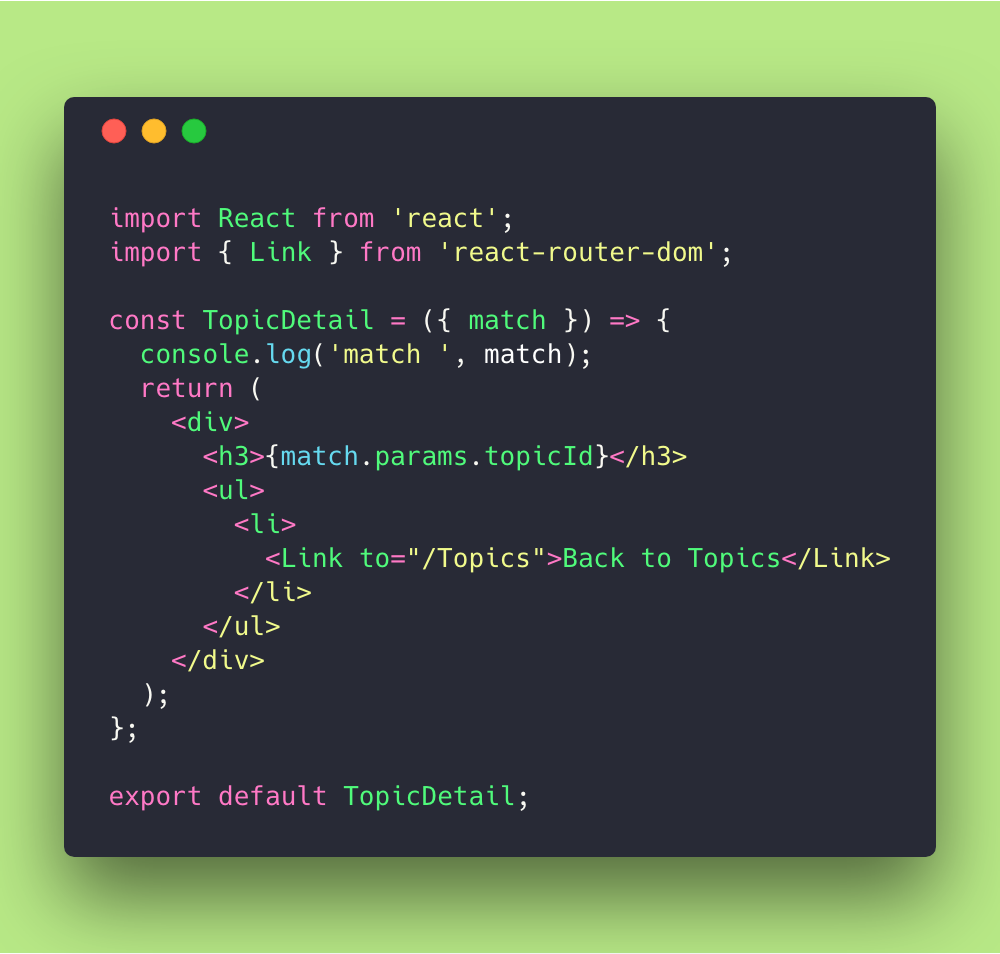 import React from 'react';
import { Link } from 'react-router-dom';

const TopicDetail = ({ match }) => {
  console.log('match ', match);
  return (
    <div>
      <h3>{match.params.topicId}</h3>
      <ul>
        <li>
          <Link to="/Topics">Back to Topics</Link>
        </li>
      </ul>
    </div>
  );
};

export default TopicDetail;